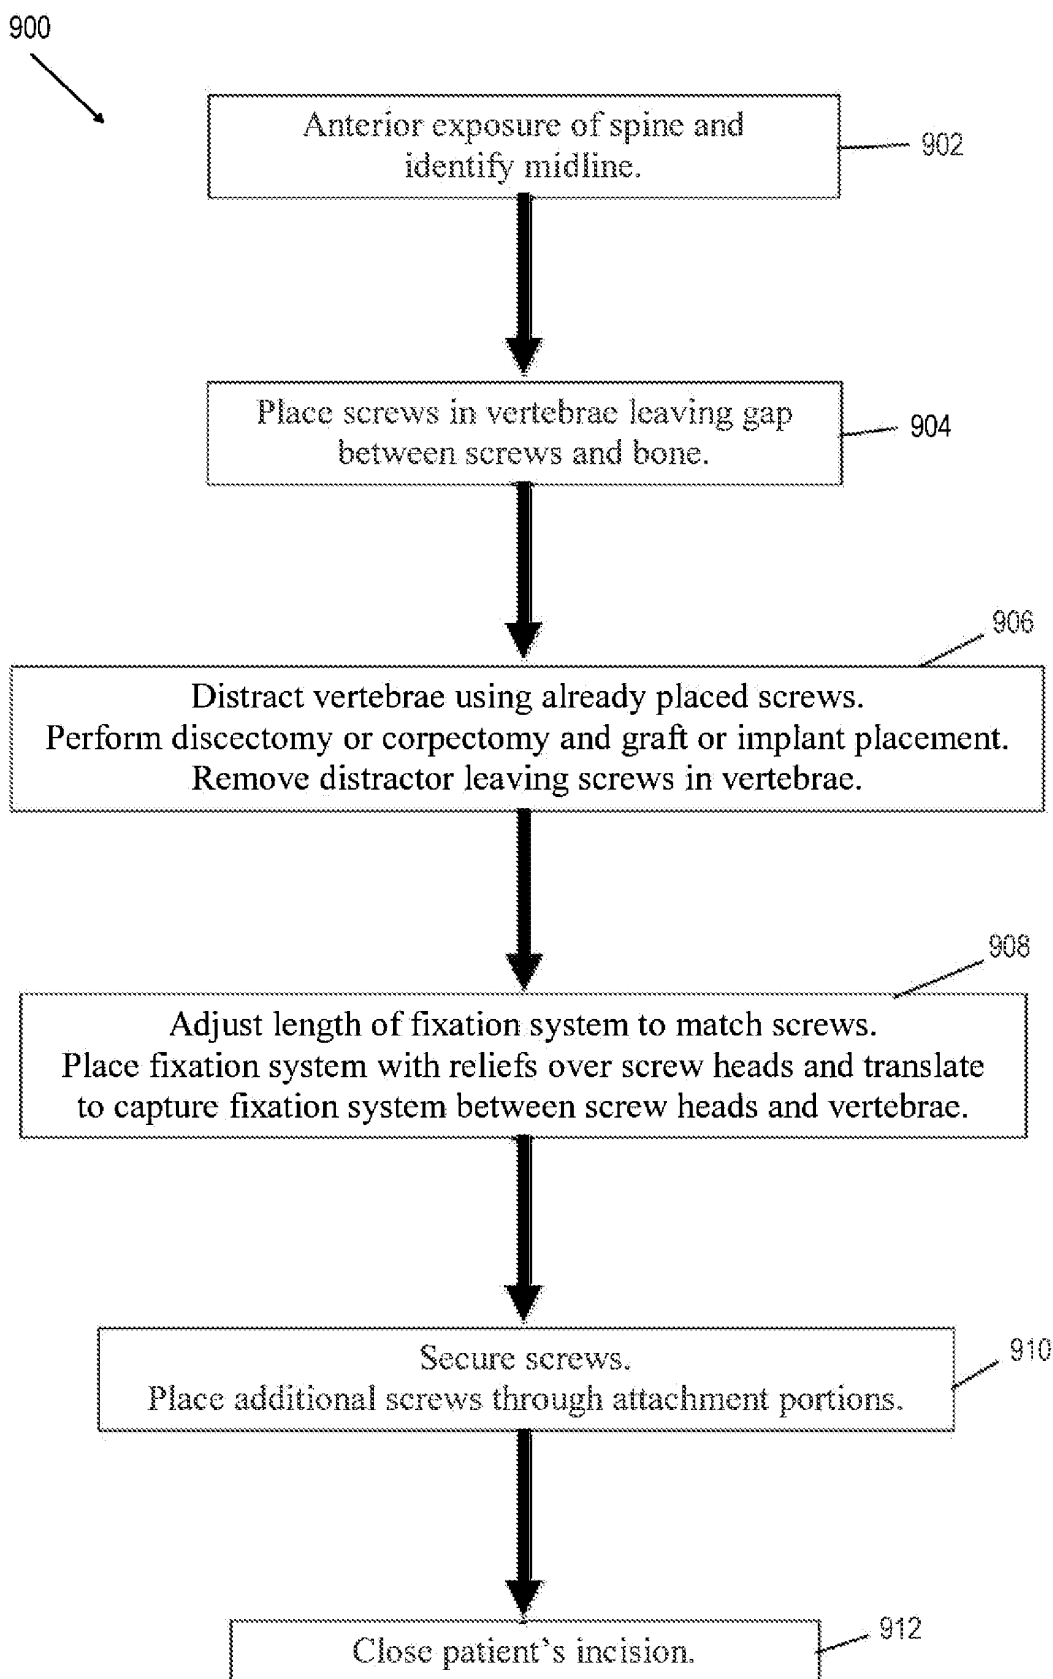 900
Anterior exposure of spine and
identify midline.
902
Place screws in vertebrae leaving gap
between screws and bone.
904
906
Distract vertebrae using already placed screws.
Perform discectomy or corpectomy and graft or implant placement.
Remove distractor leaving screws in vertebrae.
908
Adjust length of fixation system to match screws.
Place fixation system with reliefs over screw heads and translate
to capture fixation system between screw heads and vertebrae.
Secure screws.
910
Place additional screws through attachment portions.
912
Close patient's incision.